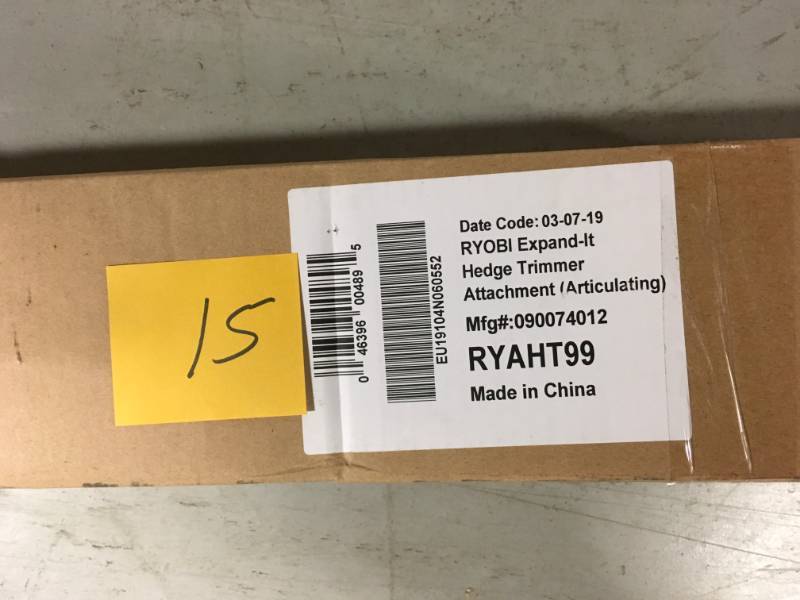 15
0 46396 00489 5
EU19104N060552
Date Code: 03-07-19
RYOBI Expand-It
Hedge Trimmer
Attachment (Articulating)
Mfg#:090074012
RYAHT99
Made in China